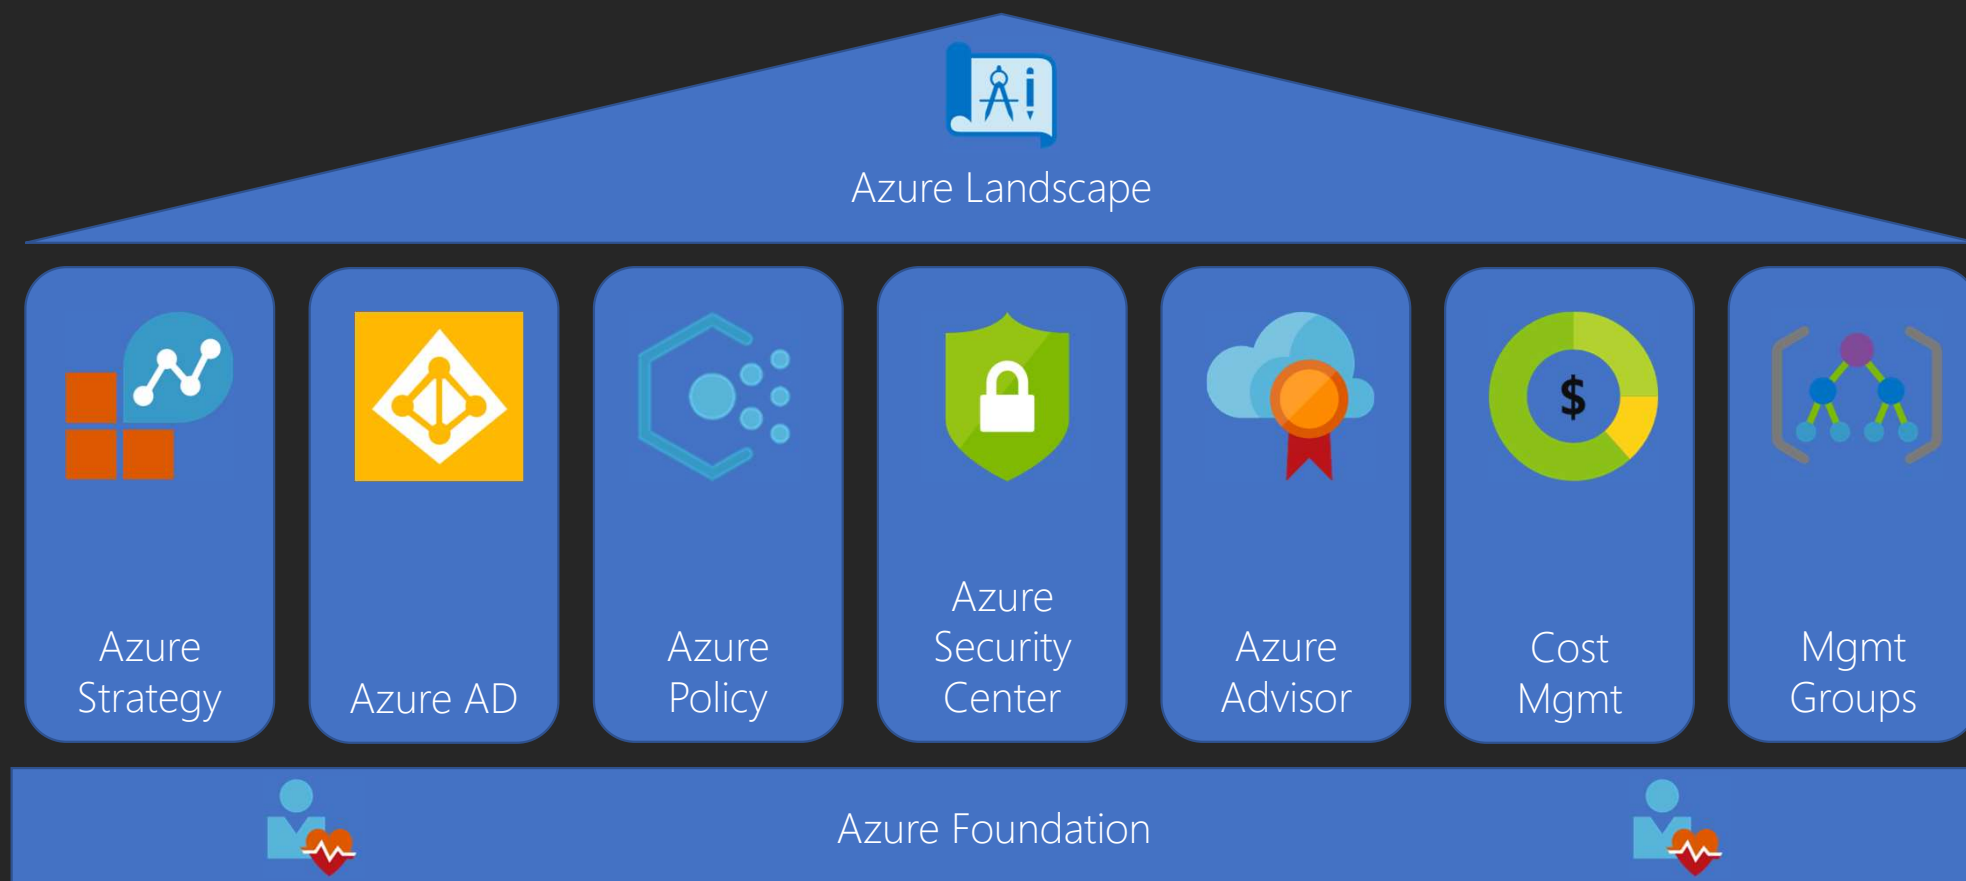 Azure Landscape
Azure
Strategy
Azure AD
Azure
Policy
Azure
Security
Center
Azure
Advisor
$
Cost
Mgmt
Mgmt
Groups
Azure Foundation